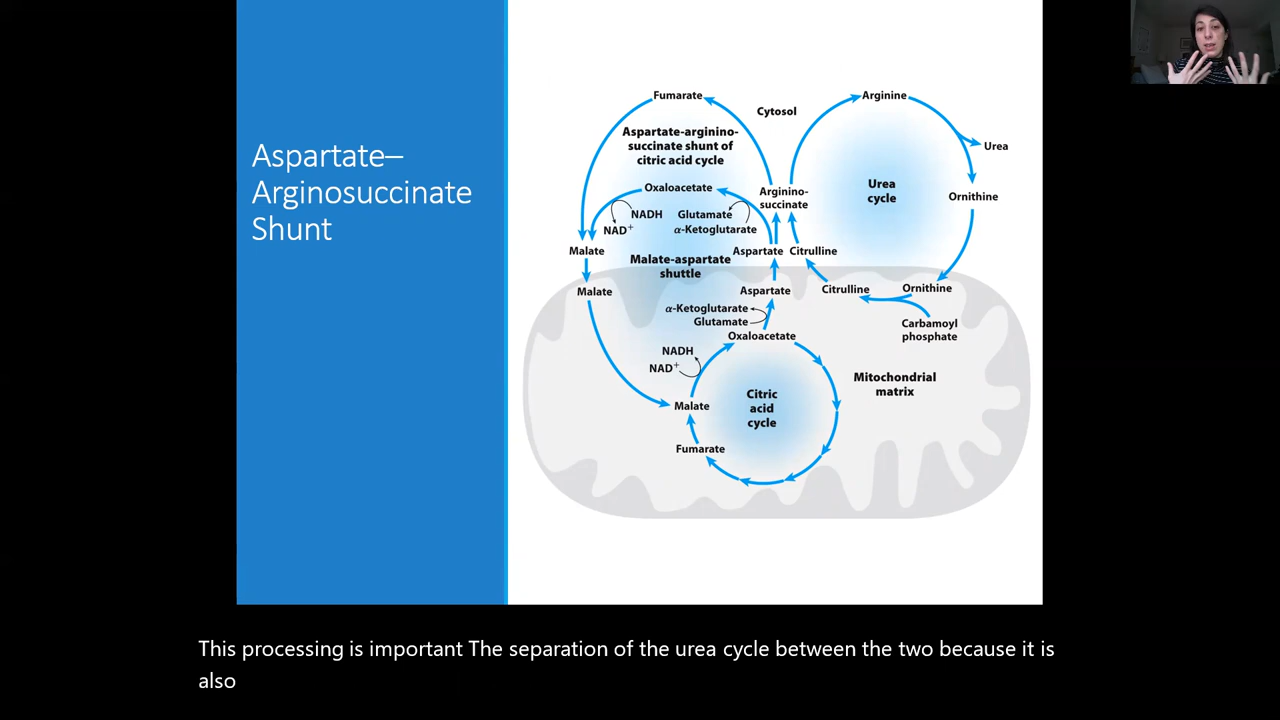 Aspartate–
Arginosuccinate
Shunt
Fumarate
Cytosol
Arginine
Aspartate-arginino-
succinate shunt of
citric acid cycle
Urea
Oxaloacetate
Arginino-
succinate
Urea
cycle
Ornithine
NADH
NAD+
Glutamate
α-Ketoglutarate
Malate
Aspartate
Citrulline
Malate-aspartate
shuttle
Malate
Aspartate
Citrulline
Ornithine
α-Ketoglutarate
Glutamate
Carbamoyl
phosphate
Oxaloacetate
NADH
NAD+
Mitochondrial
matrix
Citric
acid
cycle
Malate
Fumarate
This processing is important The separation of the urea cycle between the two because it is
also